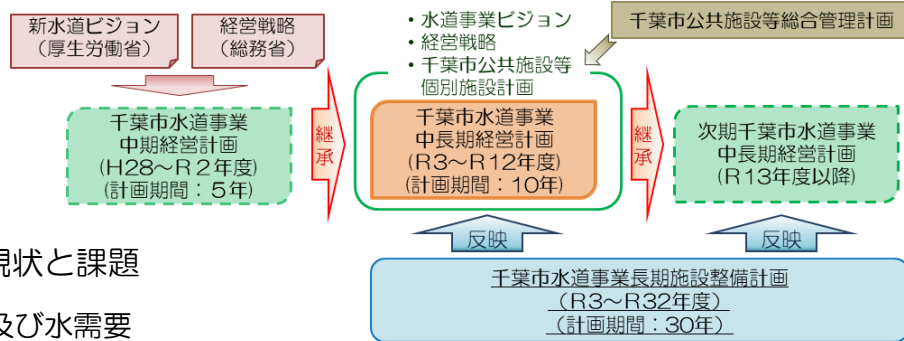 新水道ビジョン
（厚生労働省）
経営戦略
（総務省）
・水道事業ビジョン
・経営戦略
・千葉市公共施設等
個別施設計画
千葉市公共施設等総合管理計画
千葉市水道事業
中期経営計画
(H28～R２年度)
(計画期間：５年)
継承
千葉市水道事業
中長期経営計画
(R3～R12年度)
(計画期間：10年)
継承
次期千葉市水道事業
中長期経営計画
(R13年度以降)
反映
反映
千葉市水道事業長期施設整備計画
（R3～R32年度）
（計画期間：30年）
現状と課題
及び水需要